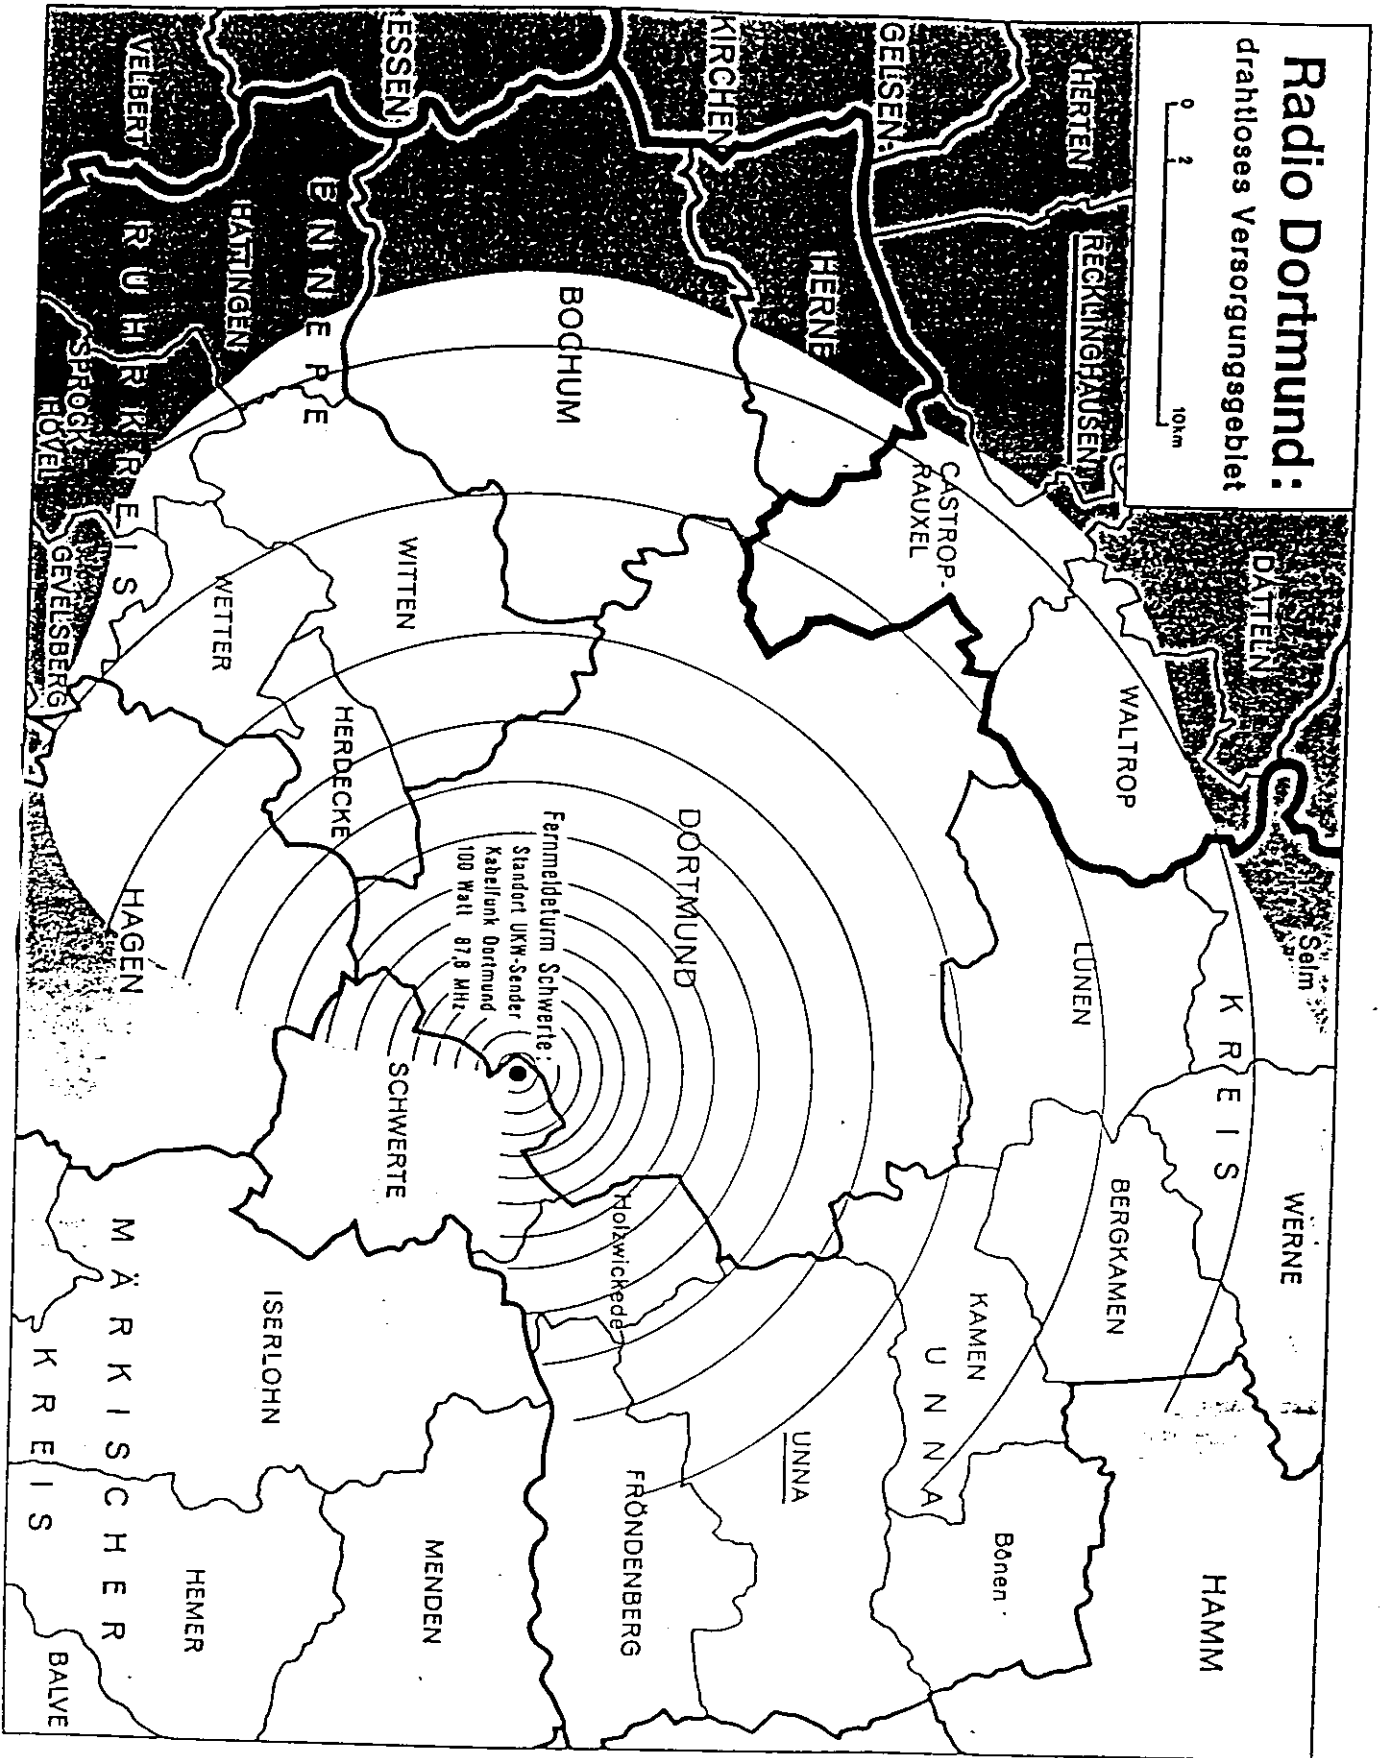 Radio Dortmund:
drahtloses Versorgungsgebiet
0 2 10km
HERTEN
RECKLINGHAUSEN
DATTELN
Selm
WERNE
HAMM
GELSEN-
KIRCHEN
HERNE
CASTROP-
RAUXEL
WALTROP
LÜNEN
KREIS
UNNA
BERGKAMEN
KAMEN
Bönen
ESSEN
BOCHUM
DORTMUND
UNNA
Holzwickede
FRÖNDENBERG
Fernmeldeturm Schwerte:
Standort UKW-Sender
Kabelfunk Dortmund
100 Watt 87,8 MHz
VELBERT
HATTINGEN
ENNEPE
RUHRKREIS
WITTEN
WETTER
HERDECKE
SCHWERTE
MENDEN
SPROCK-
HÖVEL
GEVELSBERG
HAGEN
ISERLOHN
HEMER
MÄRKISCHER
KREIS
BALVE